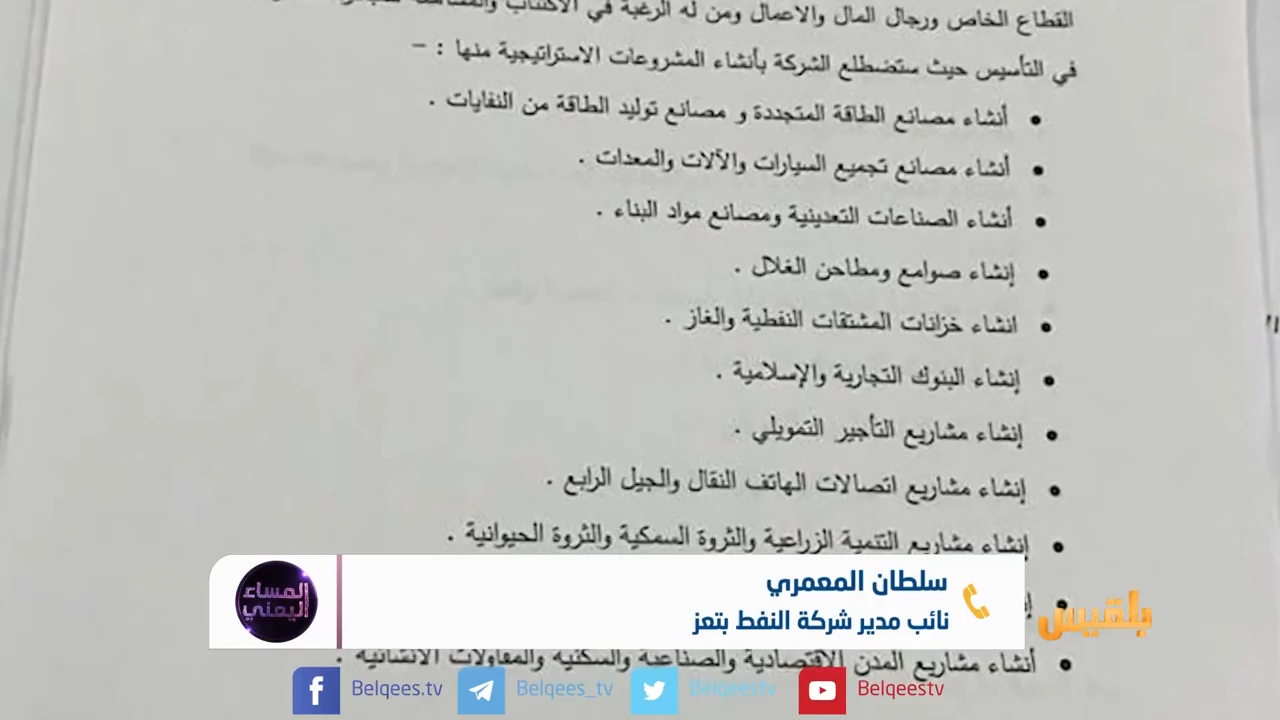 القطاع الخاص ورجال المال والاعمال ومن له الرغبة في الاكتتاب والمساهمة
في التأسيس حيث ستضطلع الشركة بأنشاء المشروعات الاستراتيجية منها : –
• أنشاء مصانع الطاقة المتجددة و مصانع توليد الطاقة من النفايات .
• أنشاء مصانع تجميع السيارات والآلات والمعدات .
• أنشاء الصناعات التعدينية ومصانع مواد البناء .
• إنشاء صوامع ومطاحن الغلال .
• انشاء خزانات المشتقات النفطية والغاز .
• إنشاء البنوك التجارية والإسلامية .
• إنشاء مشاريع التأجير التمويلي .
• إنشاء مشاريع اتصالات الهاتف النقال والجيل الرابع .
• إنشاء مشاريع التنمية الزراعية والثروة السمكية والثروة الحيوانية .
سلطان المعمري
نائب مدير شركة النفط بتعز
المساء
اليمني
بلقيس
• أنشاء مشاريع المدن الاقتصادية والصناعية والسكنية والمقاولات الانشائية .
Belqees.tv
Belqees_tv
Belqeestv
Belqeestv